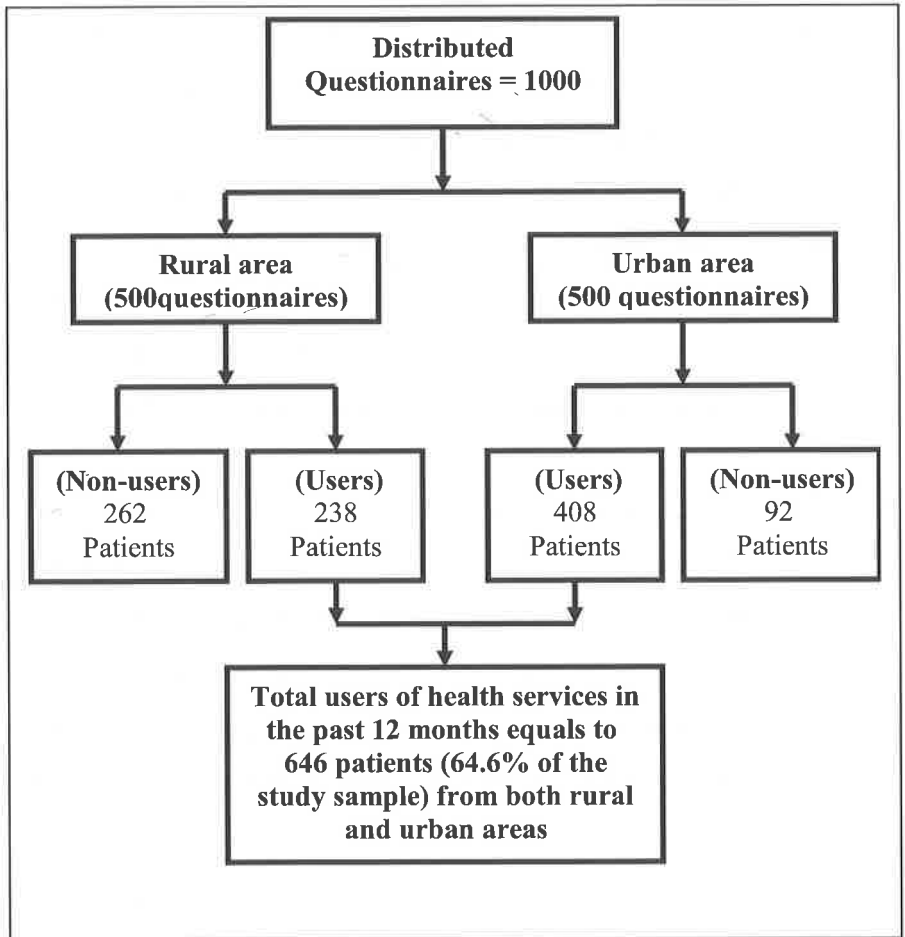 Distributed
Questionnaires = 1000
Rural area
(500questionnaires)
Urban area
(500 questionnaires)
(Non-users)
262
Patients
(Users)
238
Patients
(Users)
408
Patients
(Non-users)
92
Patients
Total users of health services in
the past 12 months equals to
646 patients (64.6% of the
study sample) from both rural
and urban areas